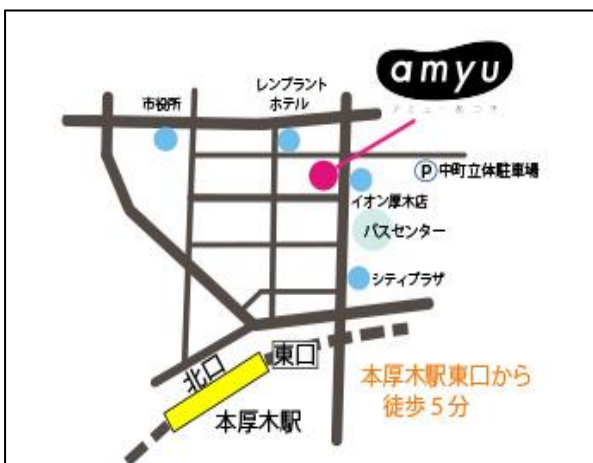 amyu
アミューあつぎ
レンブラント
ホテル
市役所
P 中町立体駐車場
イオン厚木店
バスセンター
シティプラザ
東口
北口
本厚木駅
本厚木駅東口から
徒歩5分